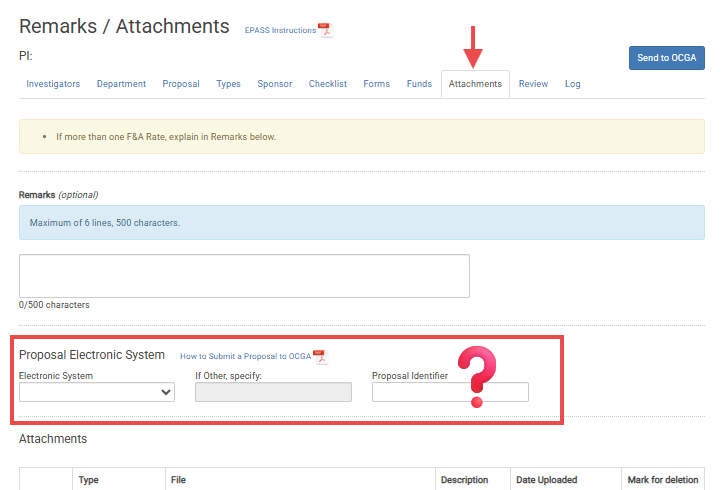 Remarks / Attachments EPASS Instructions
PI:
Send to OCGA
Investigators Department Proposal Types Sponsor Checklist Forms Funds Attachments Review Log
If more than one F&A Rate, explain in Remarks below.
Remarks (optional)
Maximum of 6 lines, 500 characters.
0/500 characters
Proposal Electronic System How to Submit a Proposal to OCGA
Electronic System If Other, specify: Proposal Identifier
Attachments
Type File Description Date Uploaded Mark for deletion